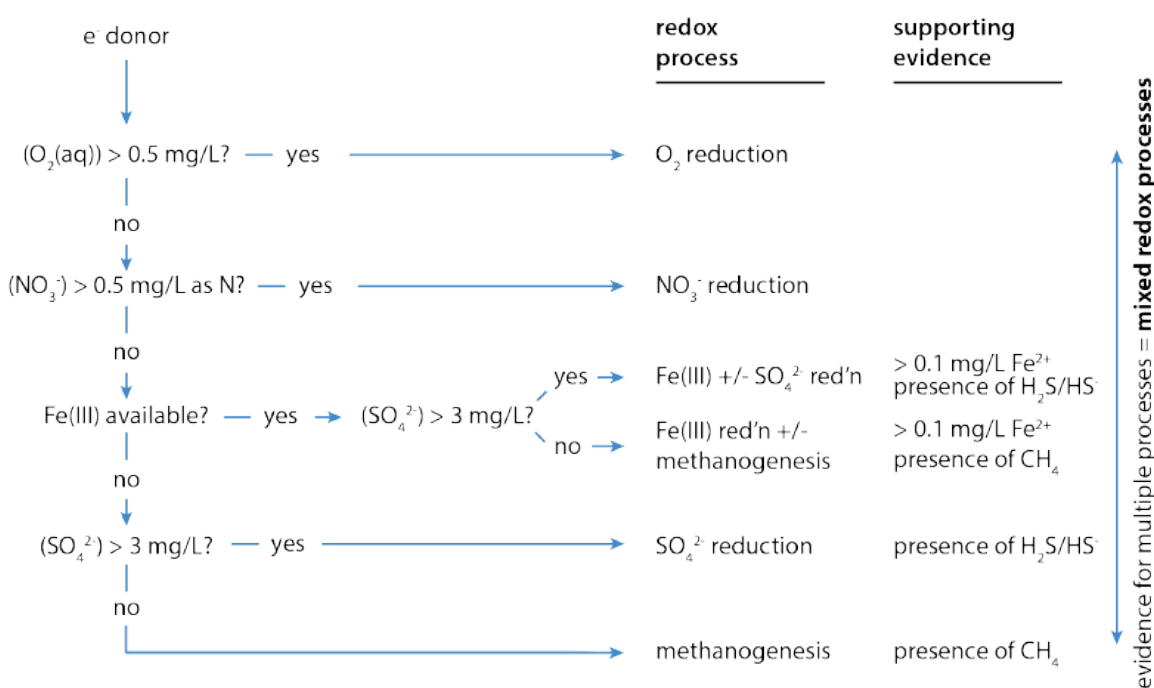 e⁻ donor
redox process
supporting evidence
(O₂(aq)) > 0.5 mg/L? yes O₂ reduction
no
(NO₃⁻) > 0.5 mg/L as N? yes NO₃⁻ reduction
no
Fe(III) available? yes (SO₄²⁻) > 3 mg/L?
yes Fe(III) +/- SO₄²⁻ red'n
> 0.1 mg/L Fe²⁺
presence of H₂S/HS⁻
no Fe(III) red'n +/-
methanogenesis
> 0.1 mg/L Fe²⁺
presence of CH₄
no
(SO₄²⁻) > 3 mg/L? yes SO₄²⁻ reduction presence of H₂S/HS⁻
no
methanogenesis presence of CH₄
evidence for multiple processes = mixed redox processes